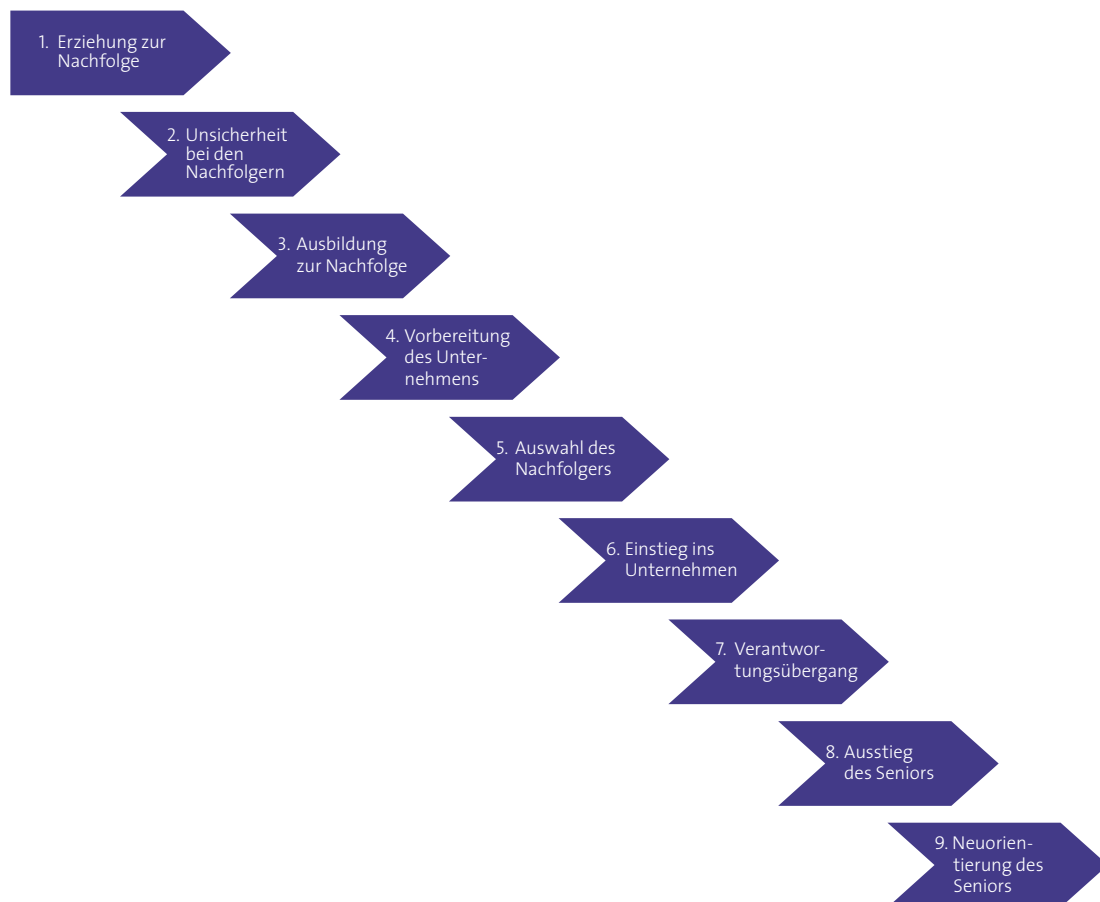 1. Erziehung zur
Nachfolge
2. Unsicherheit
bei den
Nachfolgern
3. Ausbildung
zur Nachfolge
4. Vorbereitung
des Unter-
nehmens
5. Auswahl des
Nachfolgers
6. Einstieg ins
Unternehmen
7. Verantwor-
tungsübergang
8. Ausstieg
des Seniors
9. Neuorien-
tierung des
Seniors